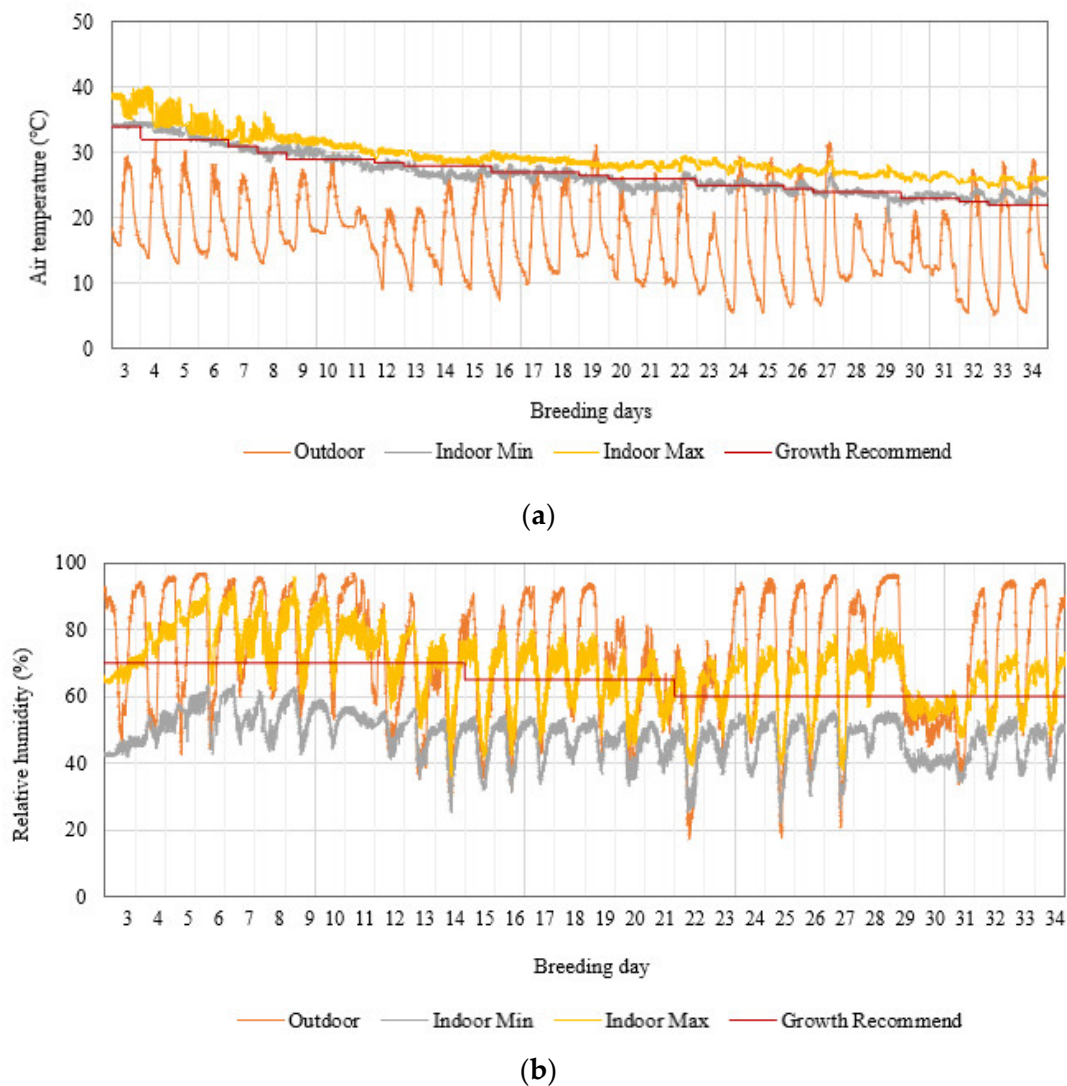 50
40
30
20
10
0
Air temperature (℃)
3 4 5 6 7 8 9 10 11 12 13 14 15 16 17 18 19 20 21 22 23 24 25 26 27 28 29 30 31 32 33 34
Breeding days
Outdoor Indoor Min Indoor Max Growth Recommend
(a)
100
80
60
40
20
0
Relative humidity (%)
3 4 5 6 7 8 9 10 11 12 13 14 15 16 17 18 19 20 21 22 23 24 25 26 27 28 29 30 31 32 33 34
Breeding day
Outdoor Indoor Min Indoor Max Growth Recommend
(b)